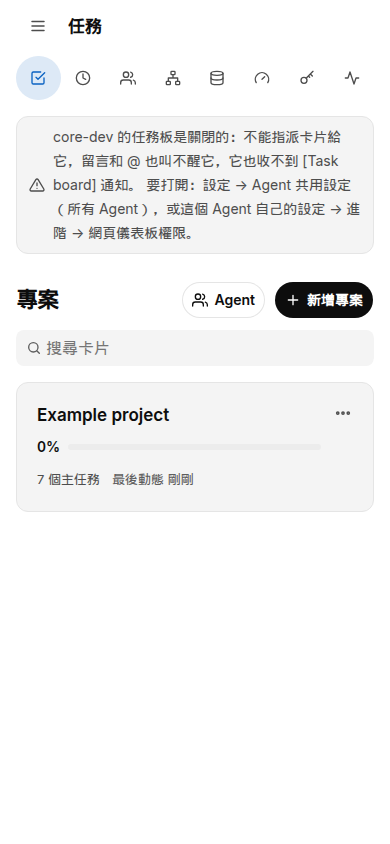 任務
core-dev 的任務板是關閉的：不能指派卡片給
它，留言和 @ 也叫不醒它，它也收不到 [Task
board] 通知。 要打開：設定 → Agent 共用設定
（所有 Agent），或這個 Agent 自己的設定 → 進
階 → 網頁儀表板權限。
專案
Agent
新增專案
搜尋卡片
Example project
0%
7 個主任務 最後動態 剛剛